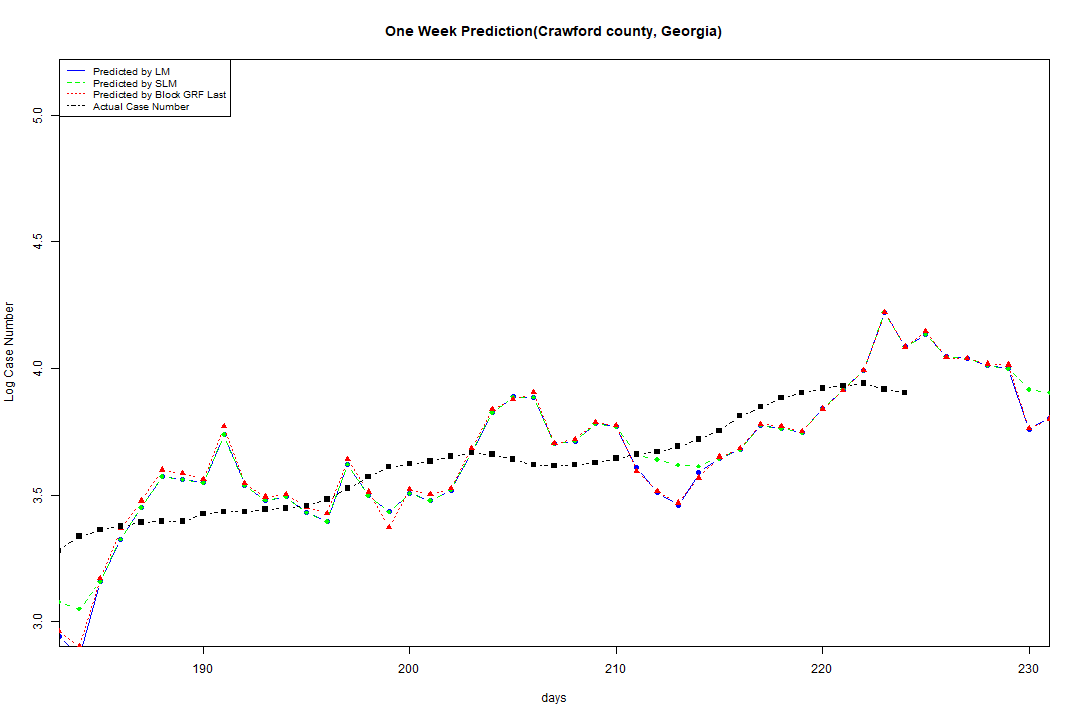 One Week Prediction(Crawford county, Georgia)
Predicted by LM
Predicted by SLM
Predicted by Block GRF Last
Actual Case Number
Log Case Number
5.0
4.5
4.0
3.5
3.0
190 200 210 220 230
days